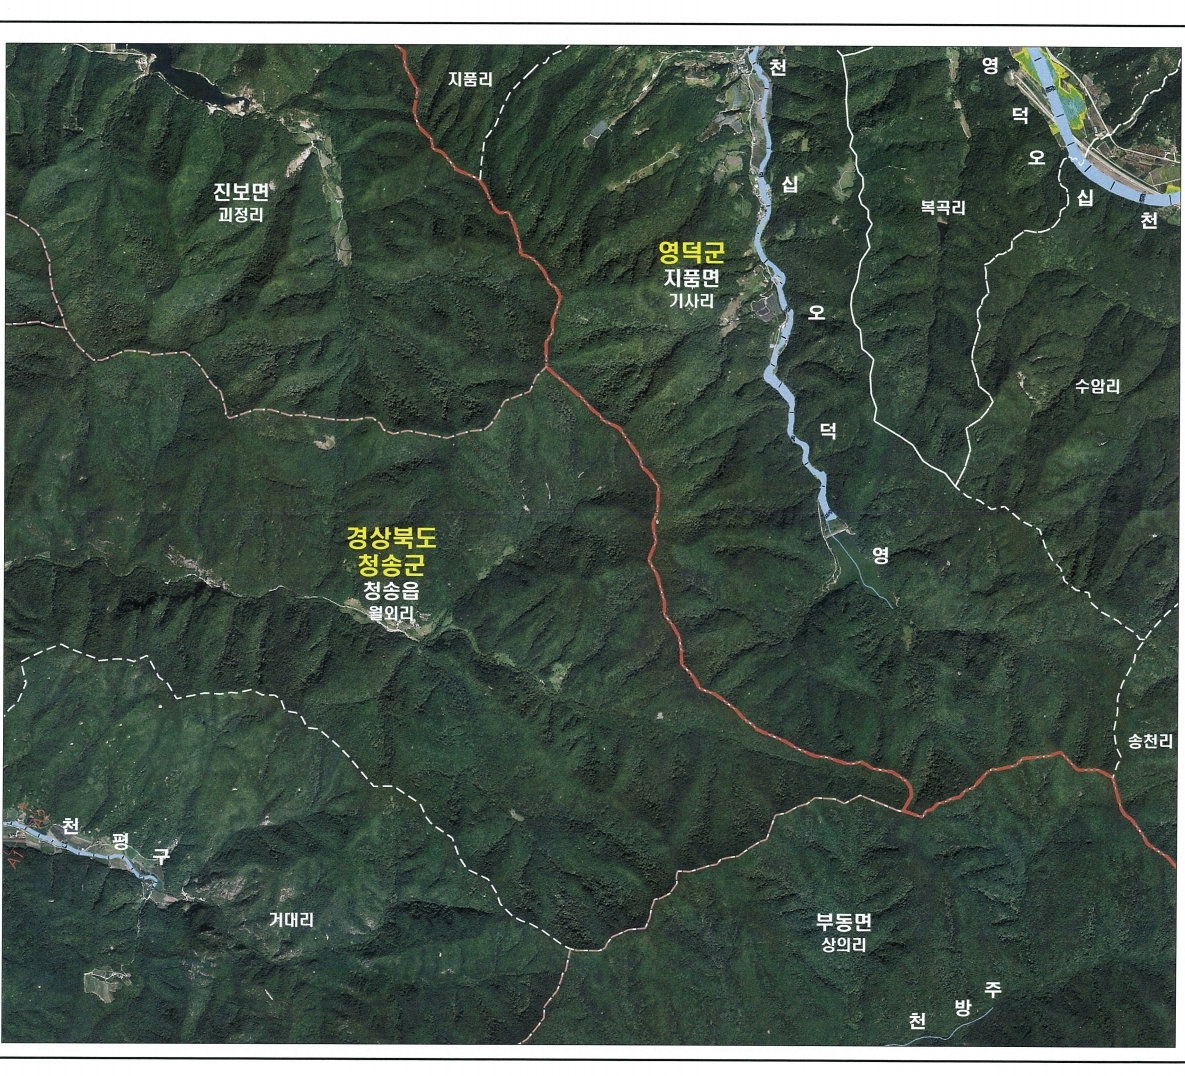 지품리
천
영
덕
오
십
천
십
진보면
괴정리
복곡리
영덕군
지품면
기사리
오
수암리
덕
경상북도
청송군
청송읍
월외리
영
송천리
천
평
구
거대리
부동면
상의리
주
방
천